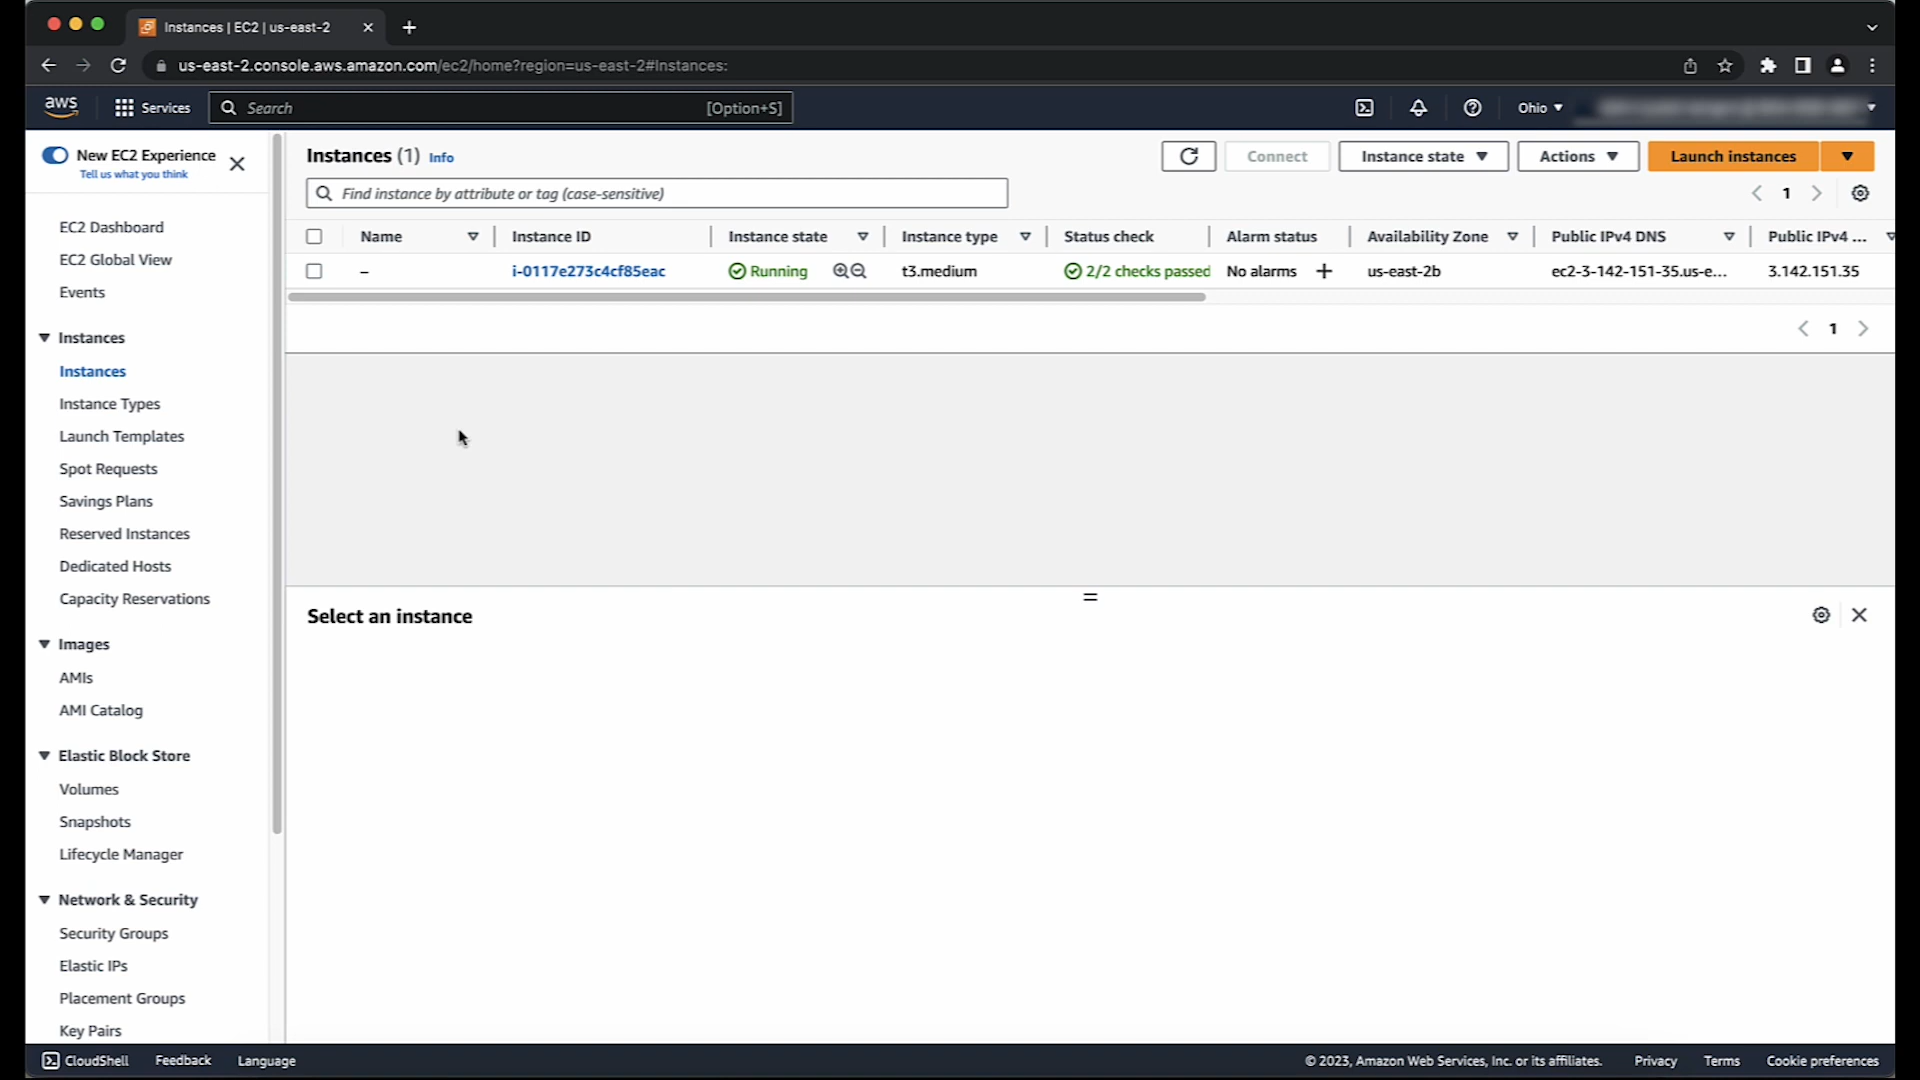 Instances | EC2 | us-east-2
us-east-2.console.aws.amazon.com/ec2/home?region=us-east-2#Instances:
aws Services Search [Option+S] Ohio
New EC2 Experience
Tell us what you think
EC2 Dashboard
EC2 Global View
Events
Instances
Instances
Instance Types
Launch Templates
Spot Requests
Savings Plans
Reserved Instances
Dedicated Hosts
Capacity Reservations
Images
AMIs
AMI Catalog
Elastic Block Store
Volumes
Snapshots
Lifecycle Manager
Network & Security
Security Groups
Elastic IPs
Placement Groups
Key Pairs
Instances (1) Info Connect Instance state Actions Launch instances
Find instance by attribute or tag (case-sensitive) 1
Name Instance ID Instance state Instance type Status check Alarm status Availability Zone Public IPv4 DNS Public IPv4 ...
– i-0117e273c4cf85eac Running t3.medium 2/2 checks passed No alarms + us-east-2b ec2-3-142-151-35.us-e... 3.142.151.35
1
Select an instance
CloudShell Feedback Language © 2023, Amazon Web Services, Inc. or its affiliates. Privacy Terms Cookie preferences